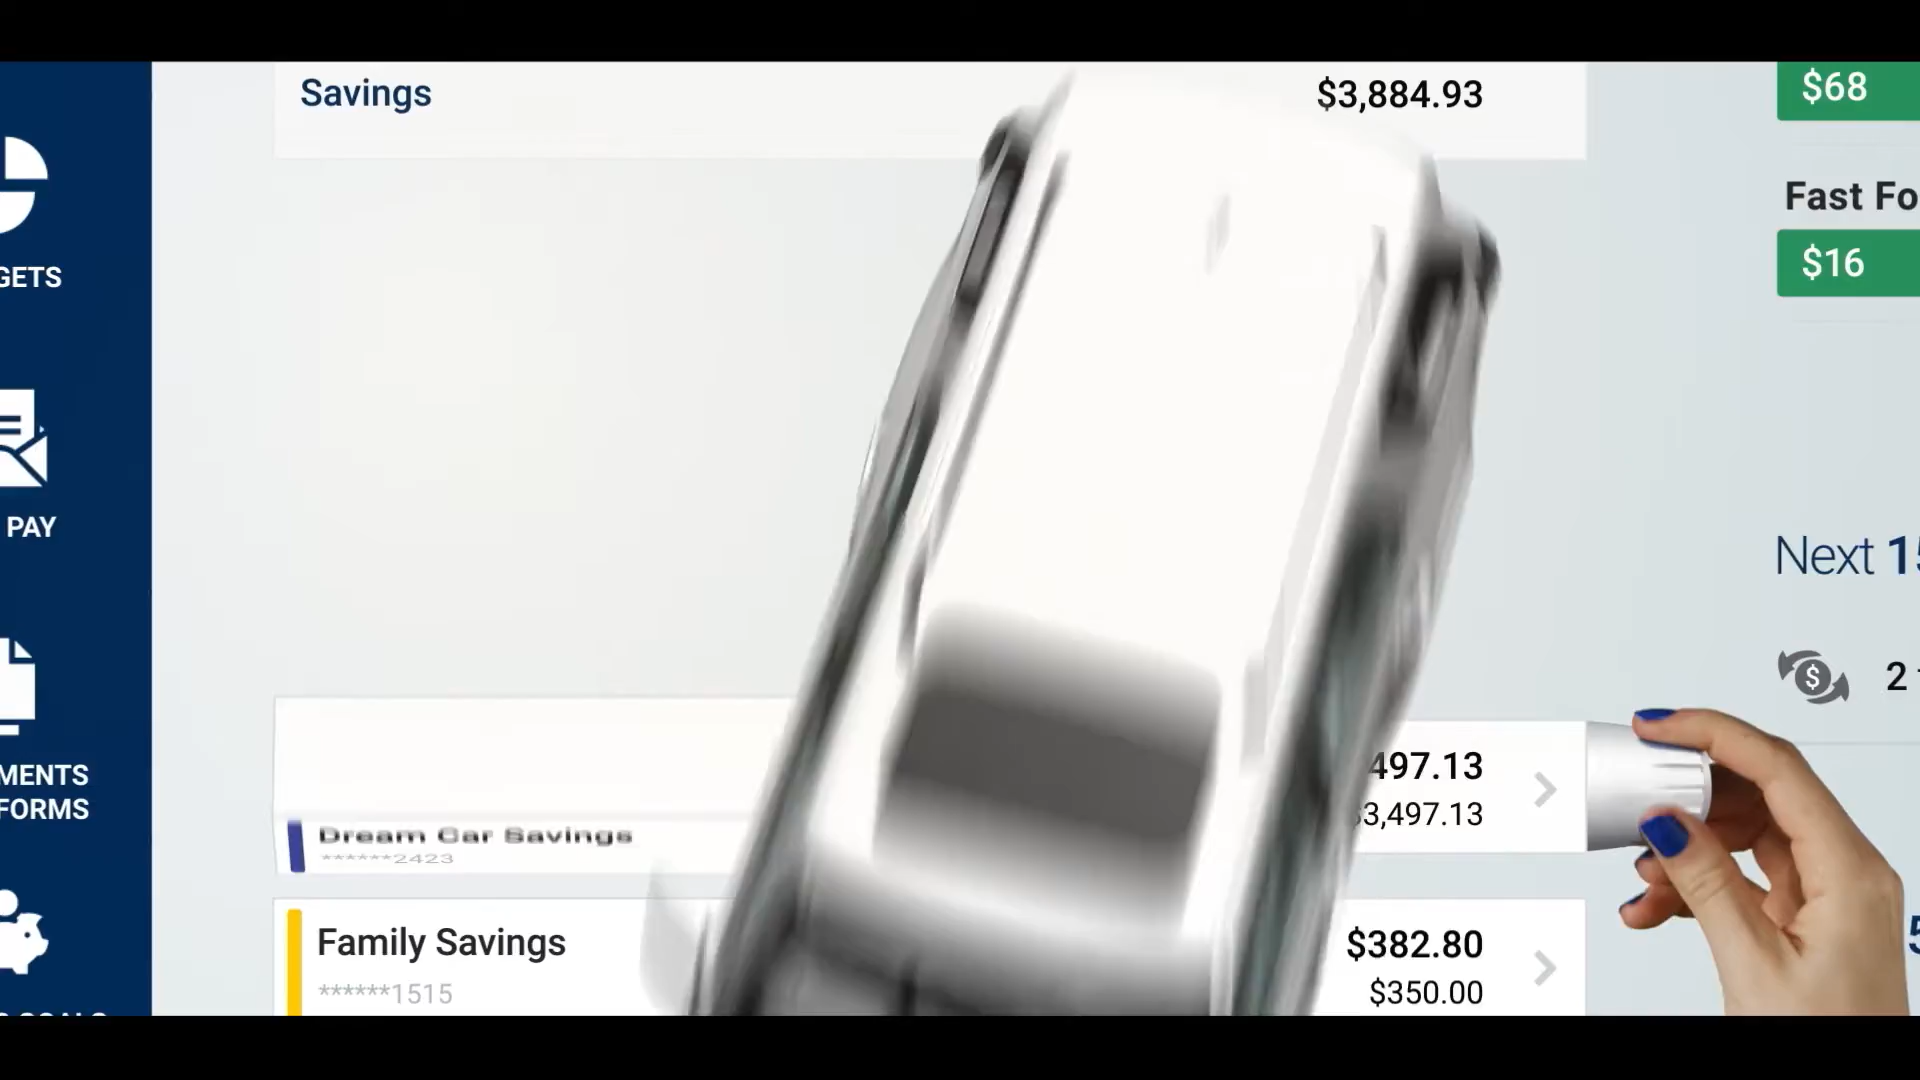 Savings
$3,884.93
$68
Fast Fo
$16
GETS
PAY
MENTS
FORMS
Next 15
$
2
497.13
$3,497.13
Dream Car Savings
******2423
Family Savings
******1515
$382.80
$350.00